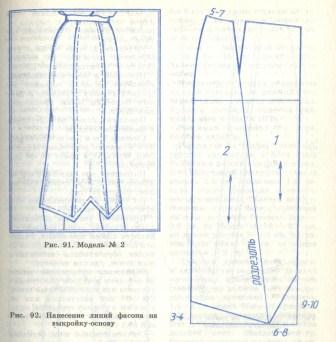 Рис. 91. Модель № 2
Рис. 92. Нанесение линий фасона на
выкройку-основу
5-7
2
1
разрезать
3-4
9-10
6-8